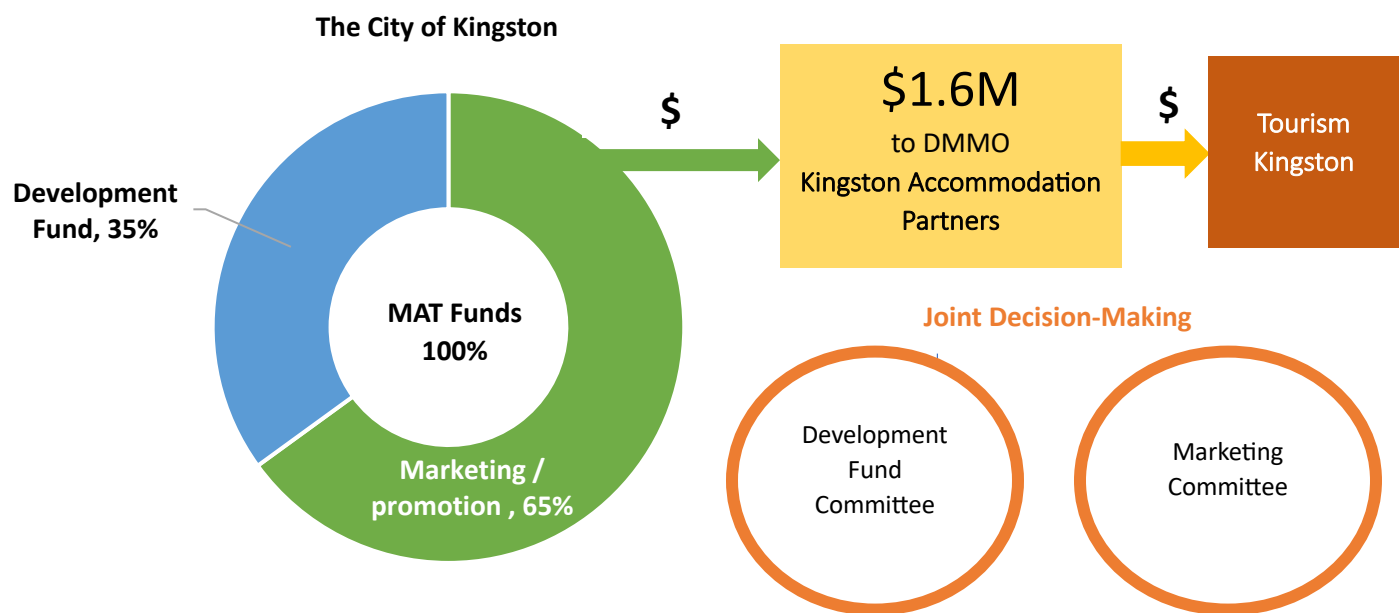 The City of Kingston
Development
Fund, 35%
MAT Funds
100%
Marketing /
promotion , 65%
$
$1.6M
to DMMO
Kingston Accommodation
Partners
$
Tourism
Kingston
Joint Decision-Making
Development
Fund
Committee
Marketing
Committee